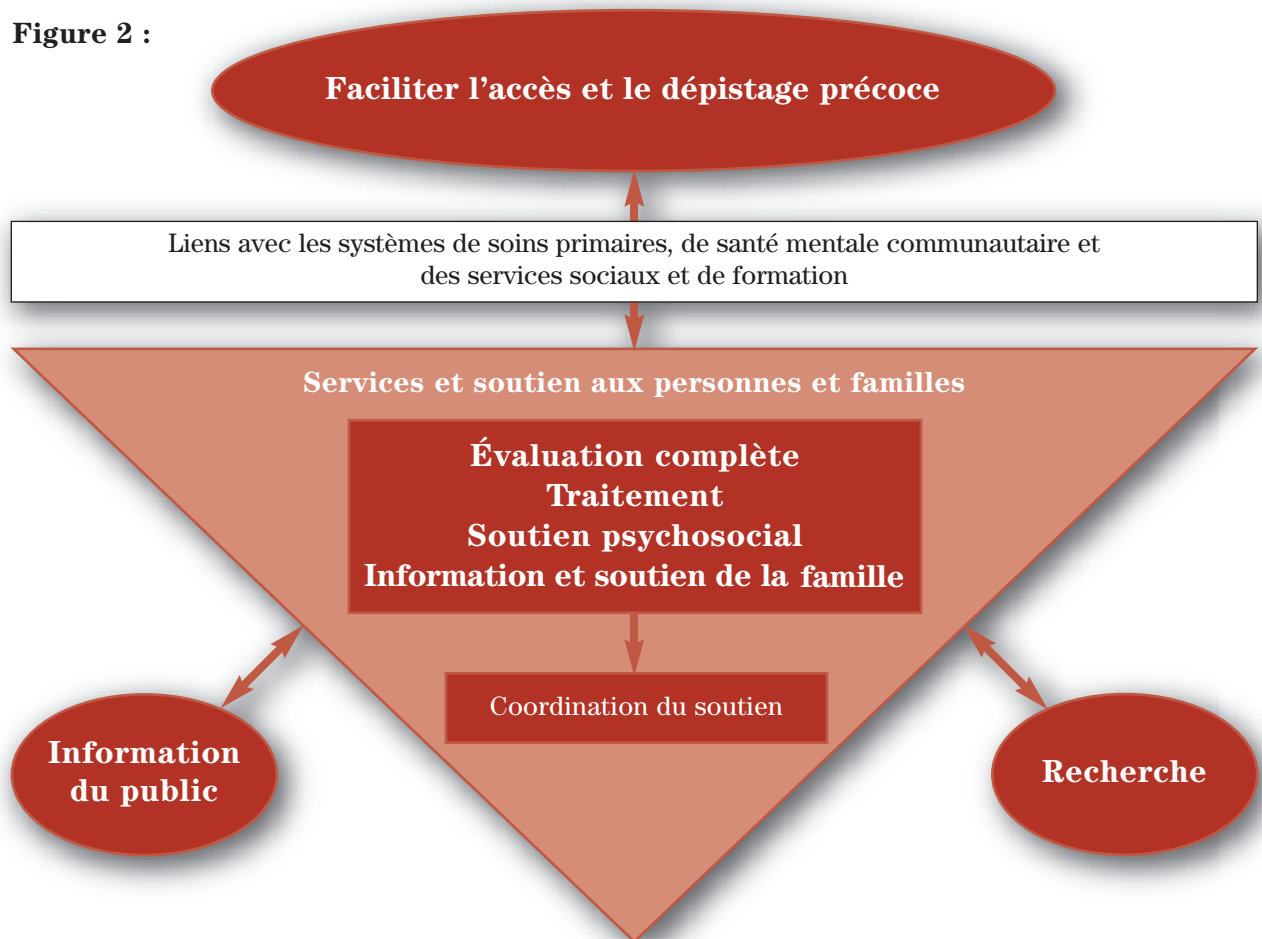 Figure 2 :
Faciliter l’accès et le dépistage précoce
Liens avec les systèmes de soins primaires, de santé mentale communautaire et
des services sociaux et de formation
Services et soutien aux personnes et familles
Évaluation complète
Traitement
Soutien psychosocial
Information et soutien de la famille
Coordination du soutien
Information
du public
Recherche